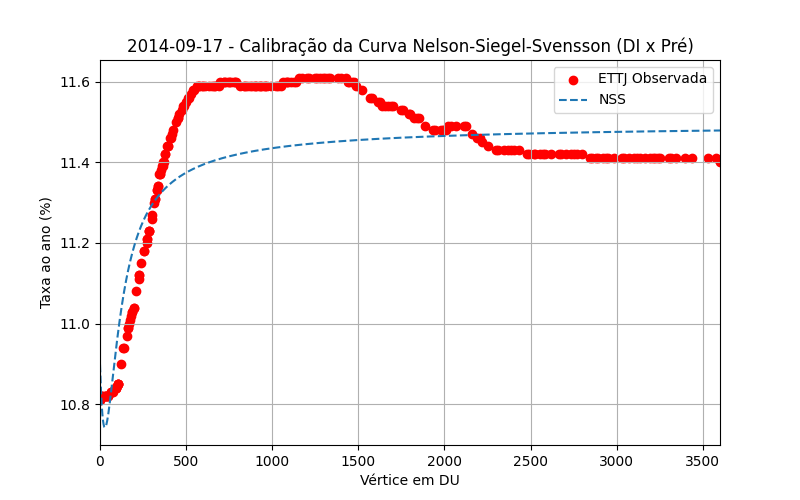 2014-09-17 - Calibração da Curva Nelson-Siegel-Svensson (DI x Pré)
ETTJ Observada
NSS
Taxa ao ano (%)
11.6
11.4
11.2
11.0
10.8
0 500 1000 1500 2000 2500 3000 3500
Vértice em DU